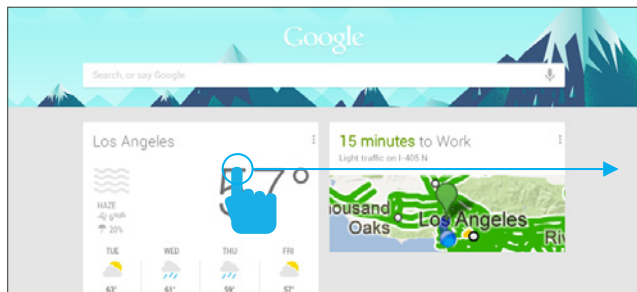 Google
Search, or say Google
Los Angeles
57°
HAZE
20%
TUE WED THU FRI
63° 61° 59° 57°
15 minutes to Work
Light traffic on I-405 N
ousand
Oaks
Los Angeles
Riv